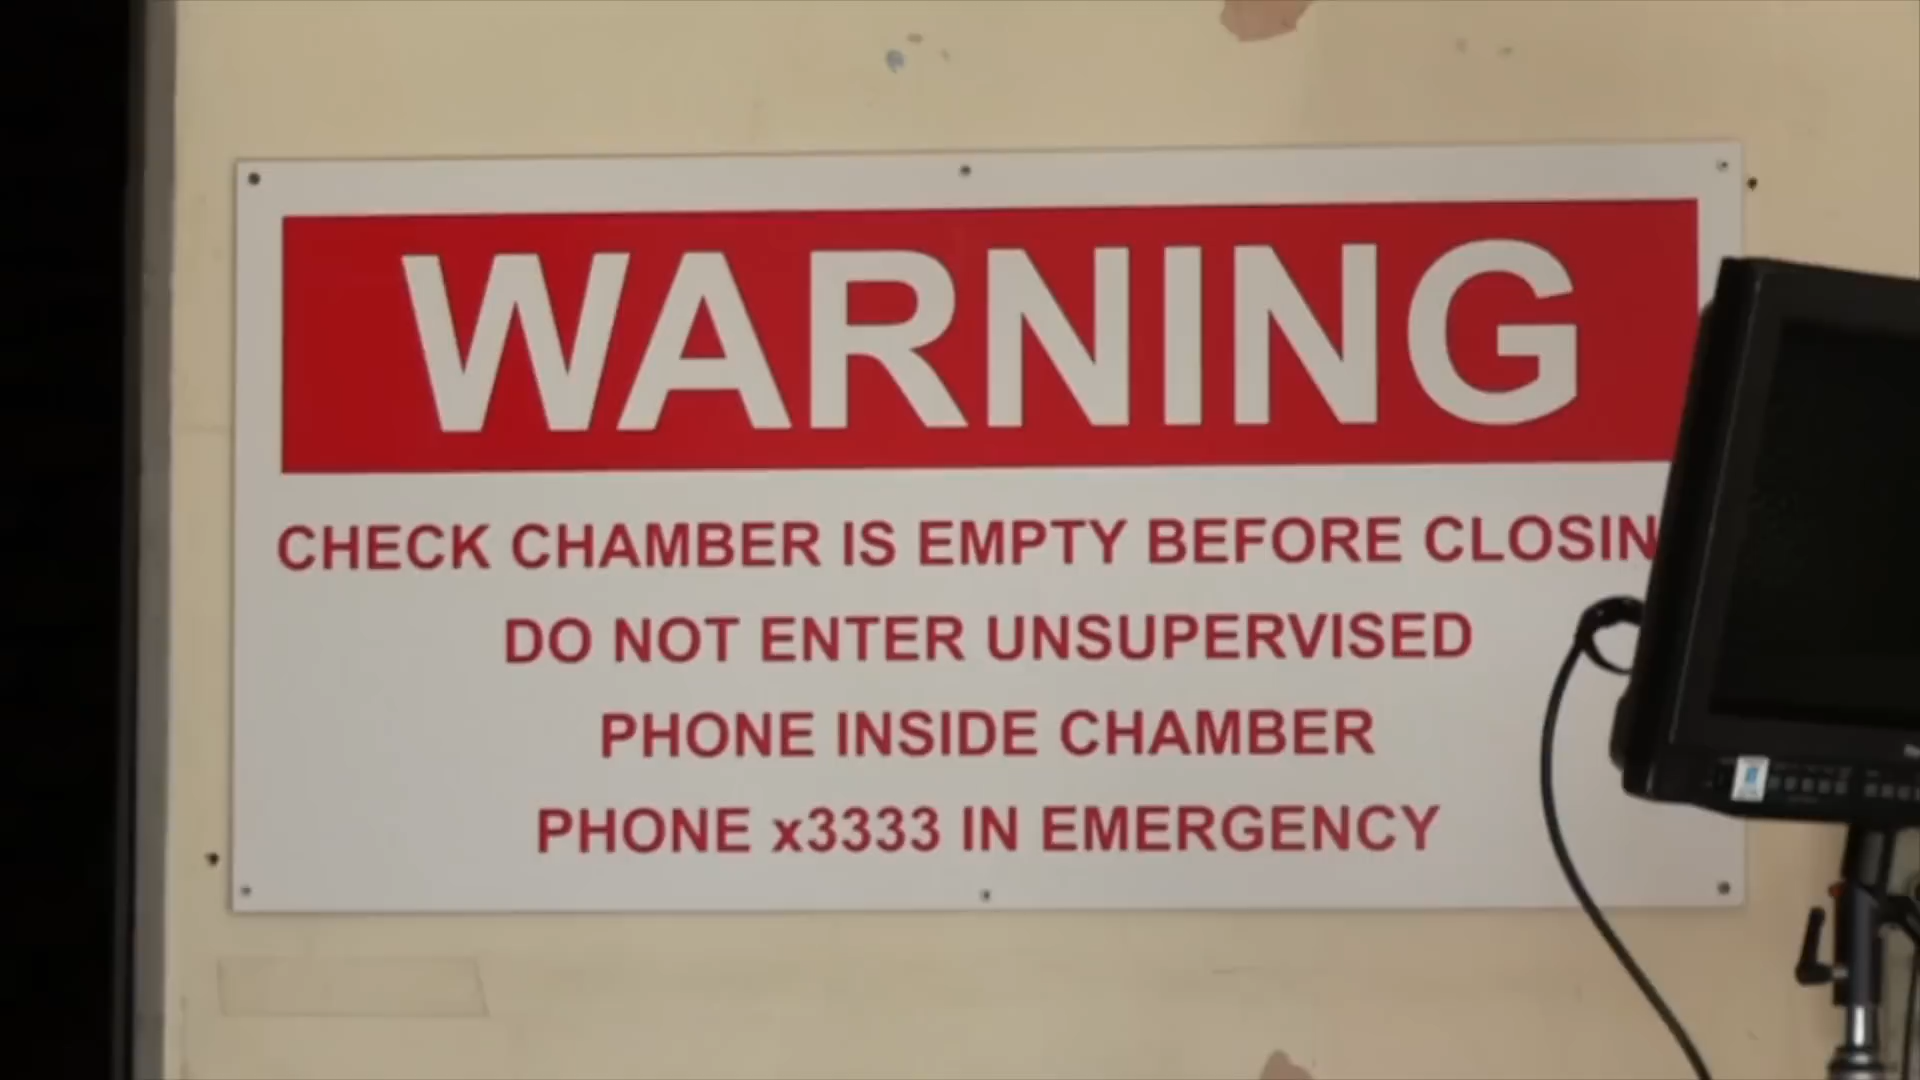 WARNING
CHECK CHAMBER IS EMPTY BEFORE CLOSIN
DO NOT ENTER UNSUPERVISED
PHONE INSIDE CHAMBER
PHONE x3333 IN EMERGENCY